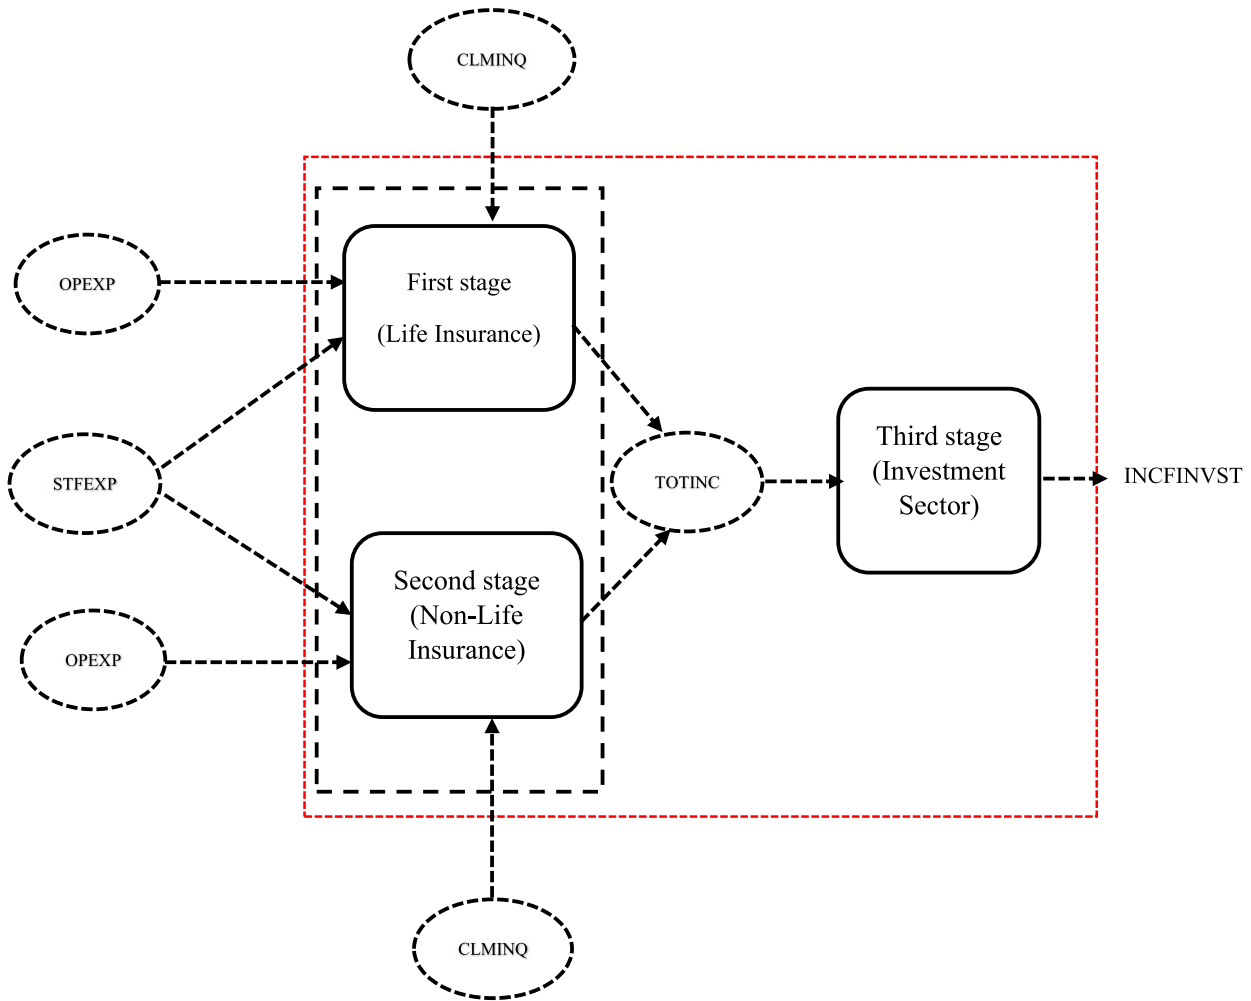 CLMINQ
OPEXP
First stage
(Life Insurance)
STFEXP
TOTINC
Third stage
(Investment
Sector)
INCFINVST
Second stage
(Non-Life
Insurance)
OPEXP
CLMINQ